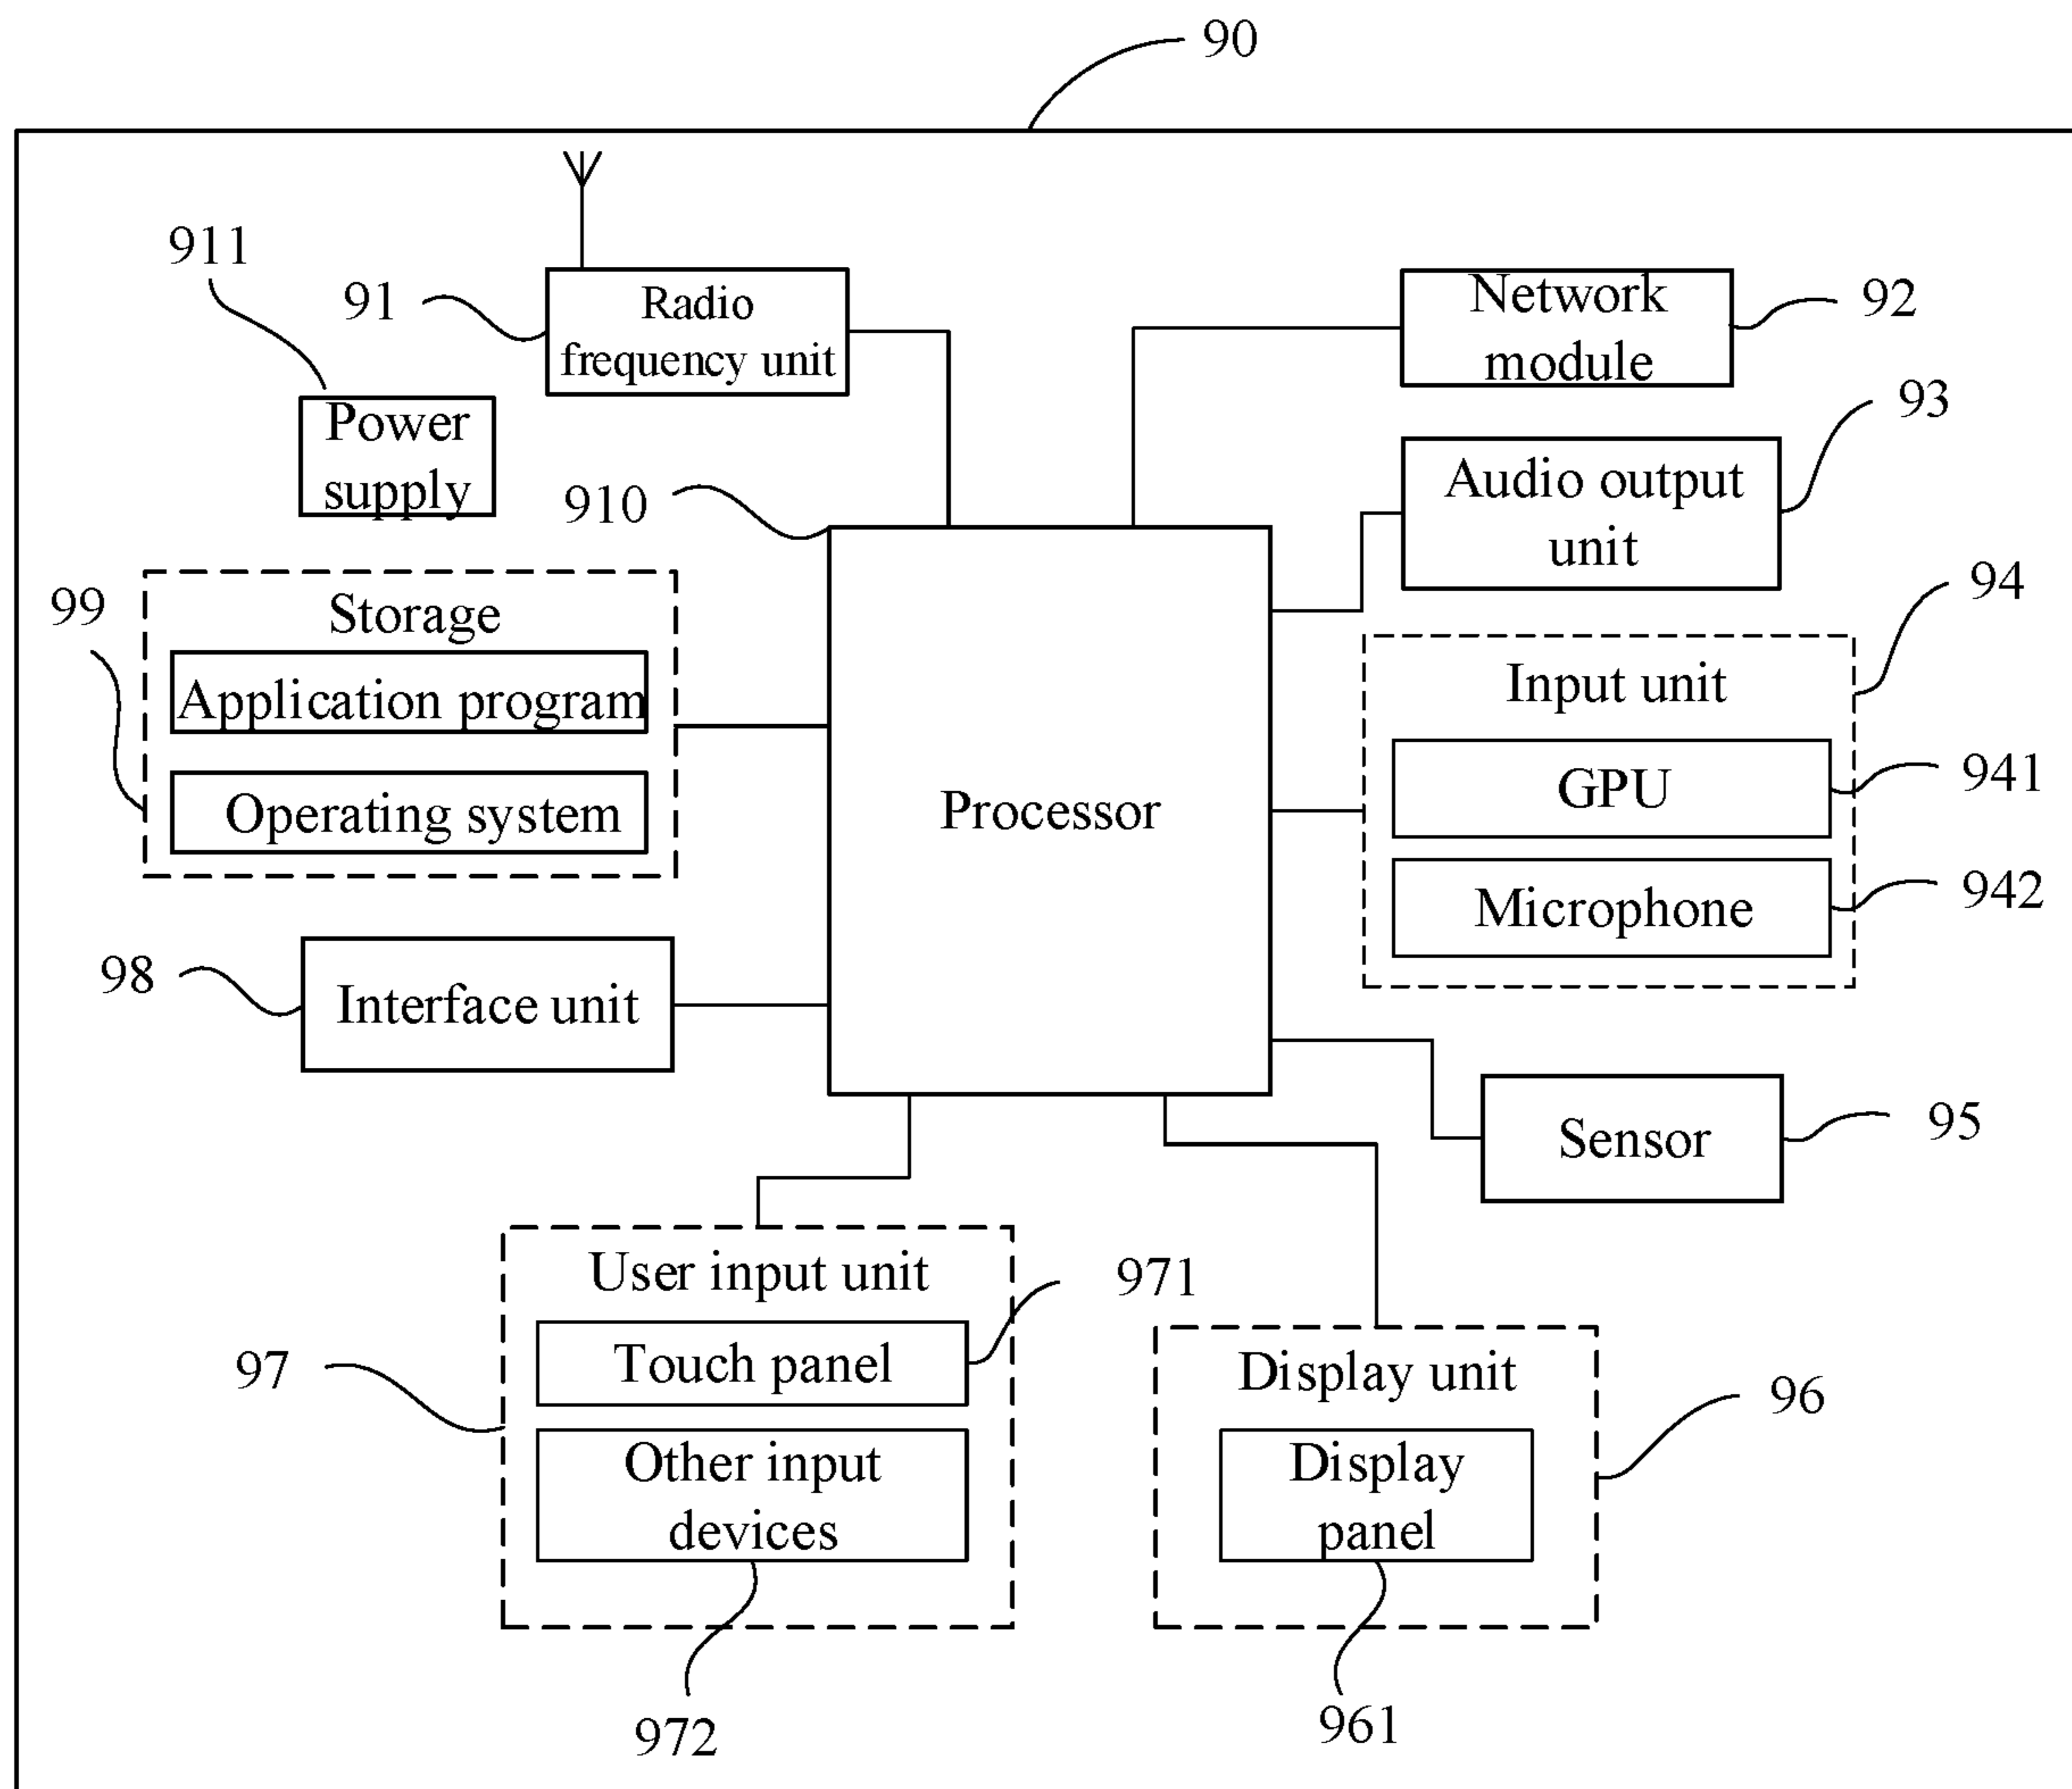 90
911
91
Radio
frequency unit
Network
module
92
Power
supply
93
Audio output
unit
910
99
Storage
Application program
Operating system
Processor
94
Input unit
GPU
941
Microphone
942
98
Interface unit
Sensor
95
User input unit
971
Touch panel
97
Other input
devices
972
Display unit
96
Display
panel
961